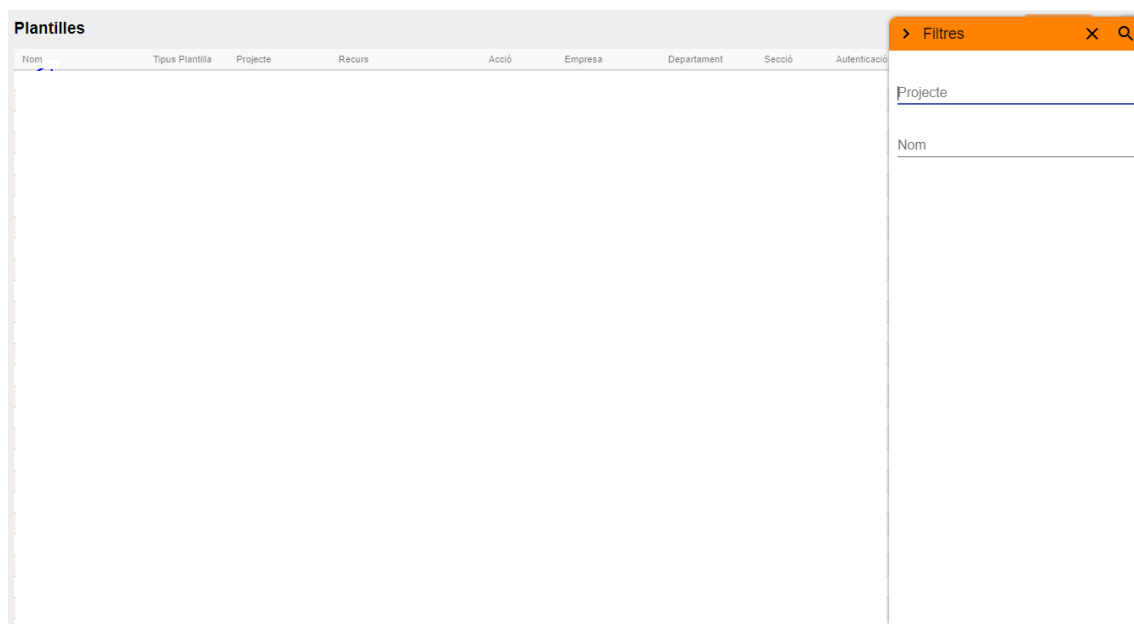 Plantilles
Filtres
Nom Tipus Plantilla Projecte Recurs Acció Empresa Departament Secció Autenticació
Projecte
Nom